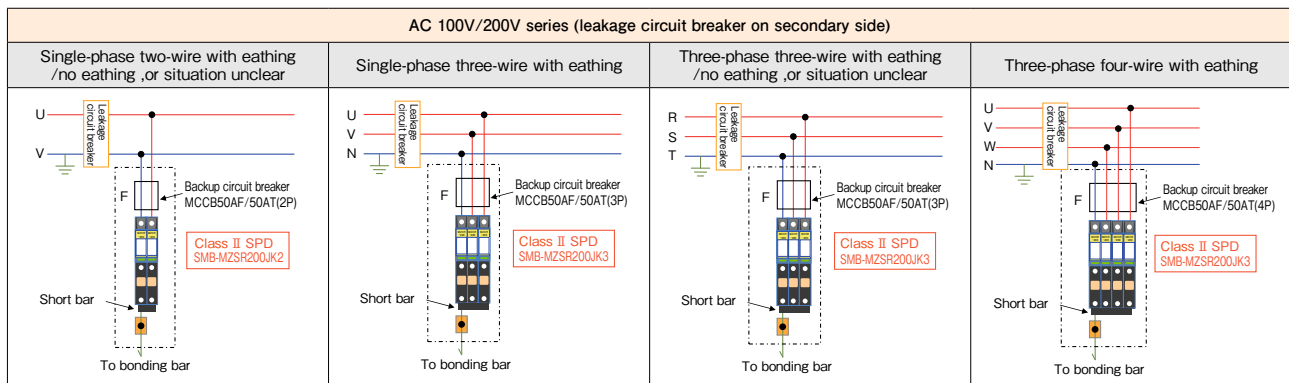 AC 100V/200V series (leakage circuit breaker on secondary side)
Single-phase two-wire with eathing
/no eathing ,or situation unclear
Single-phase three-wire with eathing
Three-phase three-wire with eathing
/no eathing ,or situation unclear
Three-phase four-wire with eathing
U
V
Leakage
circuit breaker
F
Backup circuit breaker
MCCB50AF/50AT(2P)
Class Ⅱ SPD
SMB-MZSR200JK2
Short bar
To bonding bar
U
V
N
Leakage
circuit breaker
F
Backup circuit breaker
MCCB50AF/50AT(3P)
Class Ⅱ SPD
SMB-MZSR200JK3
Short bar
To bonding bar
R
S
T
Leakage
circuit breaker
F
Backup circuit breaker
MCCB50AF/50AT(3P)
Class Ⅱ SPD
SMB-MZSR200JK3
Short bar
To bonding bar
U
V
W
N
Leakage
circuit breaker
F
Backup circuit breaker
MCCB50AF/50AT(4P)
Class Ⅱ SPD
SMB-MZSR200JK3
Short bar
To bonding bar